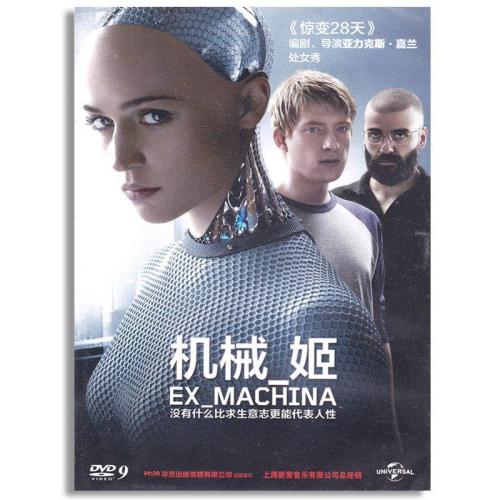 《惊变28天》
编剧、导演亚力克斯·嘉兰
处女秀
机械_姬
EX_MACHINA
没有什么比求生意志更能代表人性
DVD 9
VIDEO
上海新索音乐有限公司总经销
UNIVERSAL